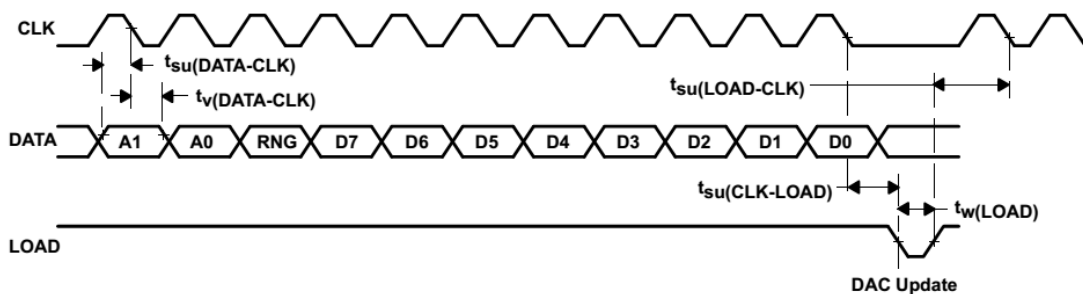 CLK
tsu(DATA-CLK)
tsu(LOAD-CLK)
tv(DATA-CLK)
DATA A1 A0 RNG D7 D6 D5 D4 D3 D2 D1 D0
tsu(CLK-LOAD)
tw(LOAD)
LOAD
DAC Update